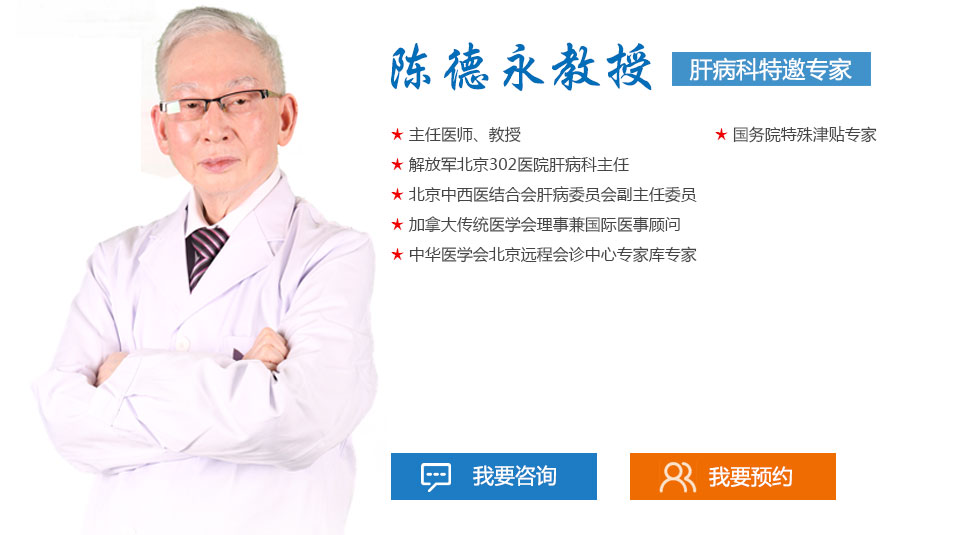 陈德永教授 肝病科特邀专家
★ 主任医师、教授 ★ 国务院特殊津贴专家
★ 解放军北京302医院肝病科主任
★ 北京中西医结合会肝病委员会副主任委员
★ 加拿大传统医学会理事兼国际医事顾问
★ 中华医学会北京远程会诊中心专家库专家
我要咨询 我要预约